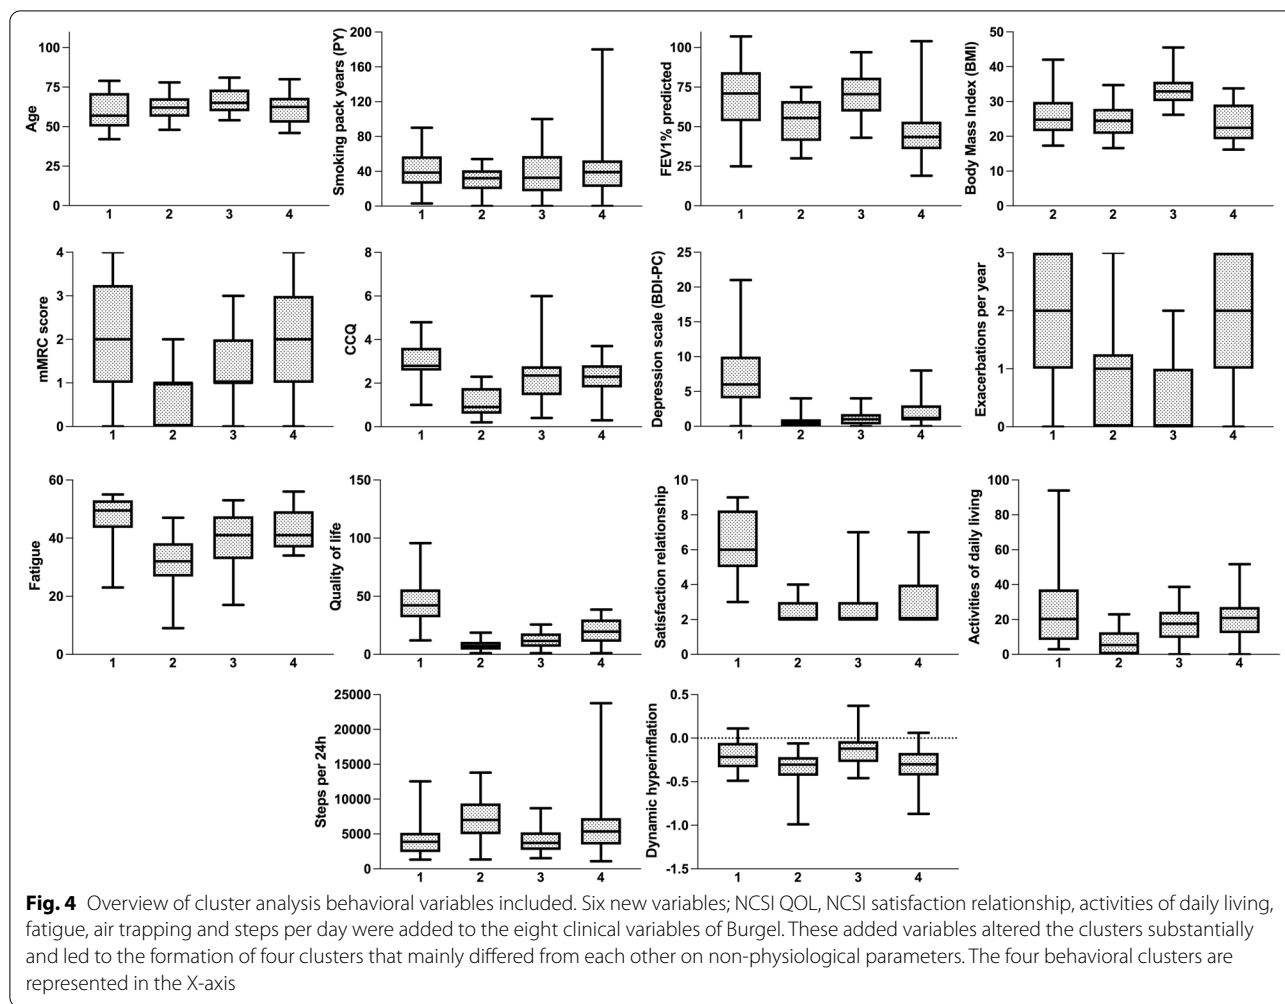 Age
100
75
50
25
0
1 2 3 4
Smoking pack years (PY)
200
160
120
80
40
0
1 2 3 4
FEV1% predicted
100
75
50
25
0
1 2 3 4
Body Mass Index (BMI)
50
40
30
20
10
0
2 2 3 4
mMRC score
4
3
2
1
0
1 2 3 4
CCQ
8
6
4
2
0
1 2 3 4
Depression scale (BDI-PC)
25
20
15
10
5
0
1 2 3 4
Exacerbations per year
3
2
1
0
1 2 3 4
Fatigue
60
40
20
0
1 2 3 4
Quality of life
150
100
50
0
1 2 3 4
Satisfaction relationship
10
8
6
4
2
0
1 2 3 4
Activities of daily living
100
80
60
40
20
0
1 2 3 4
Steps per 24h
25000
20000
15000
10000
5000
0
1 2 3 4
Dynamic hyperinflation
0.5
0.0
-0.5
-1.0
-1.5
1 2 3 4
Fig. 4 Overview of cluster analysis behavioral variables included. Six new variables; NCSI QOL, NCSI satisfaction relationship, activities of daily living,
fatigue, air trapping and steps per day were added to the eight clinical variables of Burgel. These added variables altered the clusters substantially
and led to the formation of four clusters that mainly differed from each other on non-physiological parameters. The four behavioral clusters are
represented in the X-axis